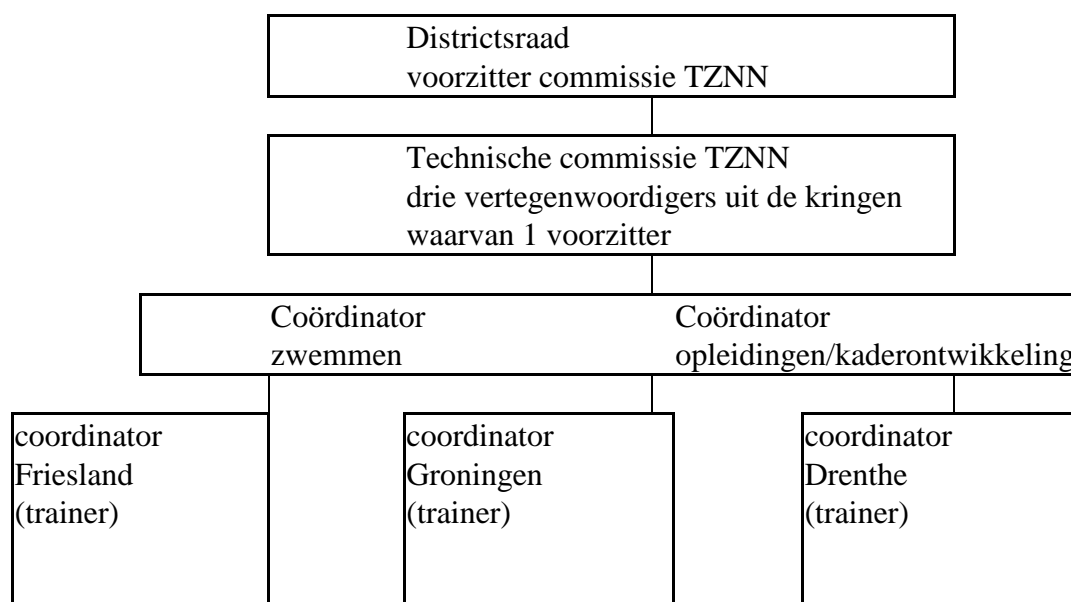 Districtsraad
voorzitter commissie TZNN
Technische commissie TZNN
drie vertegenwoordigers uit de kringen
waarvan 1 voorzitter
Coördinator
zwemmen
Coördinator
opleidingen/kaderontwikkeling
coordinator
Friesland
(trainer)
coordinator
Groningen
(trainer)
coordinator
Drenthe
(trainer)